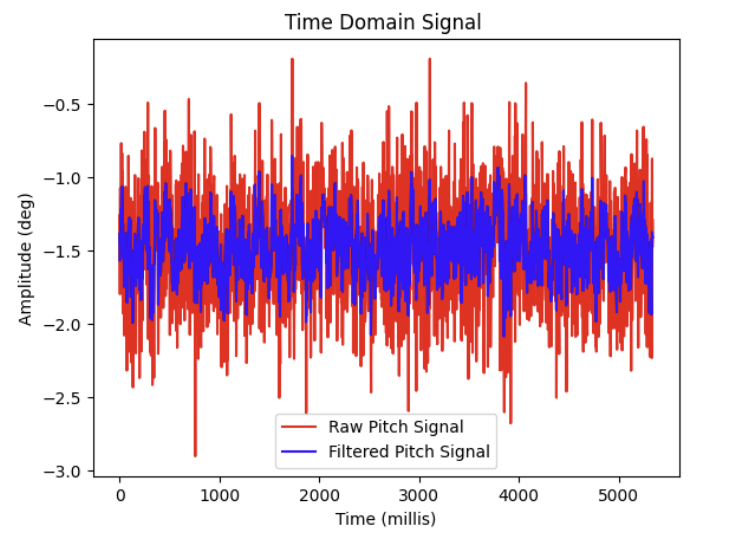 Time Domain Signal
Amplitude (deg)
−0.5
−1.0
−1.5
−2.0
−2.5
−3.0
Raw Pitch Signal
Filtered Pitch Signal
0 1000 2000 3000 4000 5000
Time (millis)